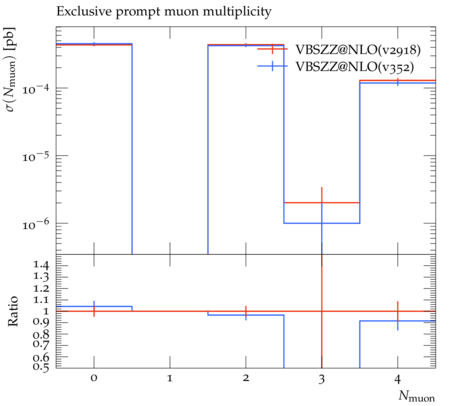 Exclusive prompt muon multiplicity
σ(N_muon) [pb]
VBSZZ@NLO(v2918)
VBSZZ@NLO(v352)
10^−4
10^−5
10^−6
Ratio
1.4
1.3
1.2
1.1
1
0.9
0.8
0.7
0.6
0.5
0 1 2 3 4
N_muon